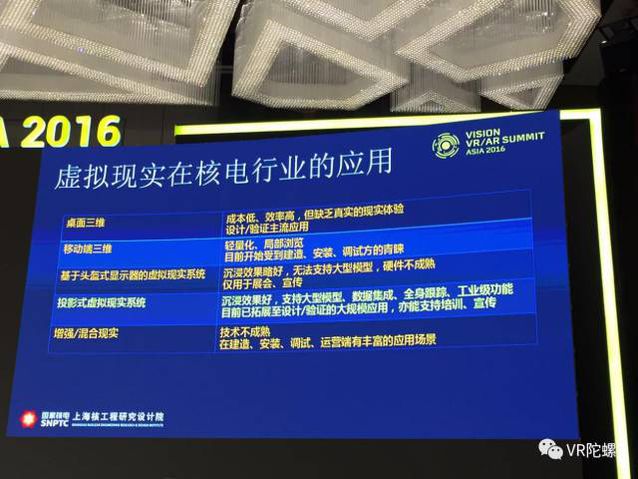 A 2016
VISION
VR/AR SUMMIT
ASIA 2016
虚拟现实在核电行业的应用
桌面三维
成本低、效率高，但缺乏真实的现实体验
设计/验证主流应用
移动端三维
轻量化、局部浏览
目前开始受到建造、安装、调试方的青睐
基于头盔式显示器的虚拟现实系统
沉浸效果略好，无法支持大型模型，硬件不成熟
仅用于展会、宣传
投影式虚拟现实系统
沉浸效果好，支持大型模型、数据集成、全身跟踪、工业级功能
目前已拓展至设计/验证的大规模应用，亦能支持培训、宣传
增强/混合现实
技术不成熟
在建造、安装、调试、运营端有丰富的应用场景
国家核电
SNPTC
上海核工程研究设计院
SHANGHAI NUCLEAR ENGINEERING RESEARCH & DESIGN INSTITUTE
VR陀螺